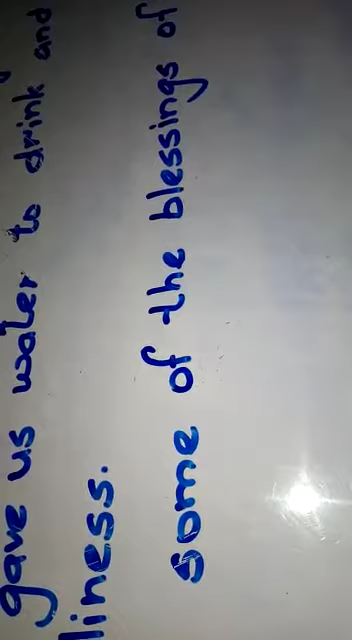 gave us water to drink and
liness.
some of the blessings of